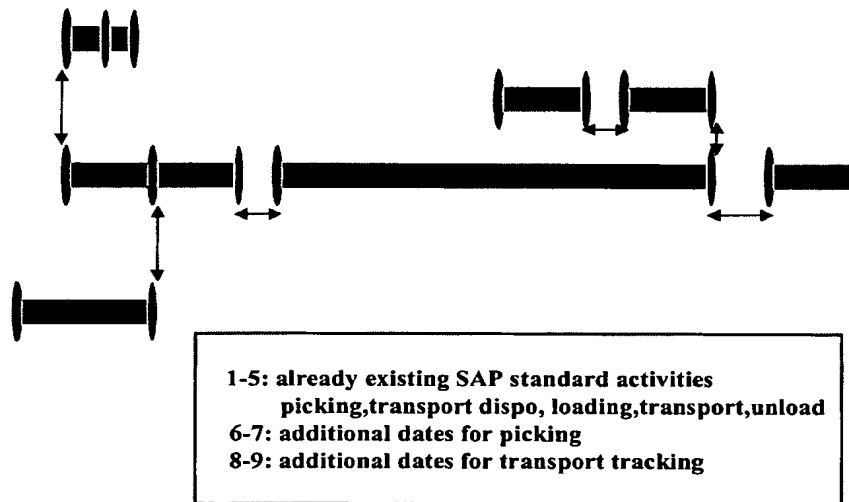 1-5: already existing SAP standard activities
picking,transport dispo, loading,transport,unload
6-7: additional dates for picking
8-9: additional dates for transport tracking